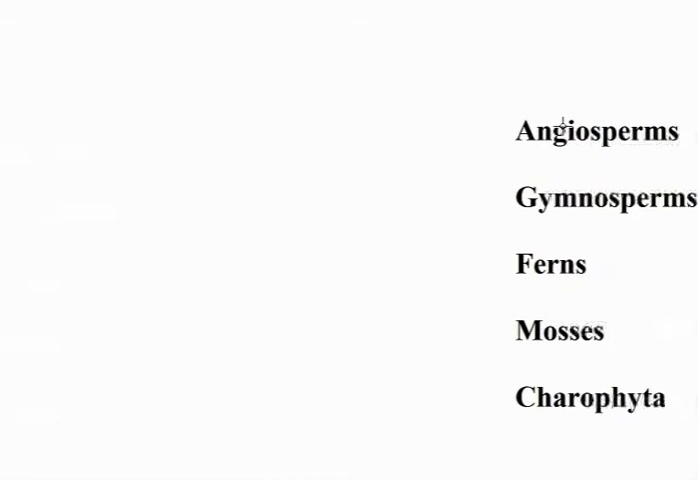 Angiosperms
Gymnosperms
Ferns
Mosses
Charophyta